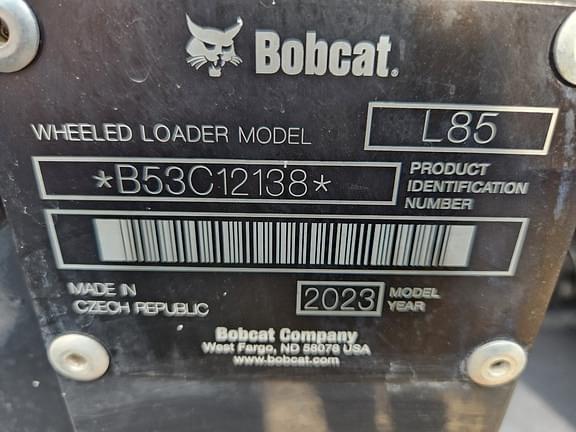 Bobcat.
WHEELED LOADER MODEL L85
*B53C12138*
PRODUCT
IDENTIFICATION
NUMBER
MADE IN
CZECH REPUBLIC
2023
MODEL
YEAR
Bobcat Company
West Fargo, ND 58078 USA
www.bobcat.com